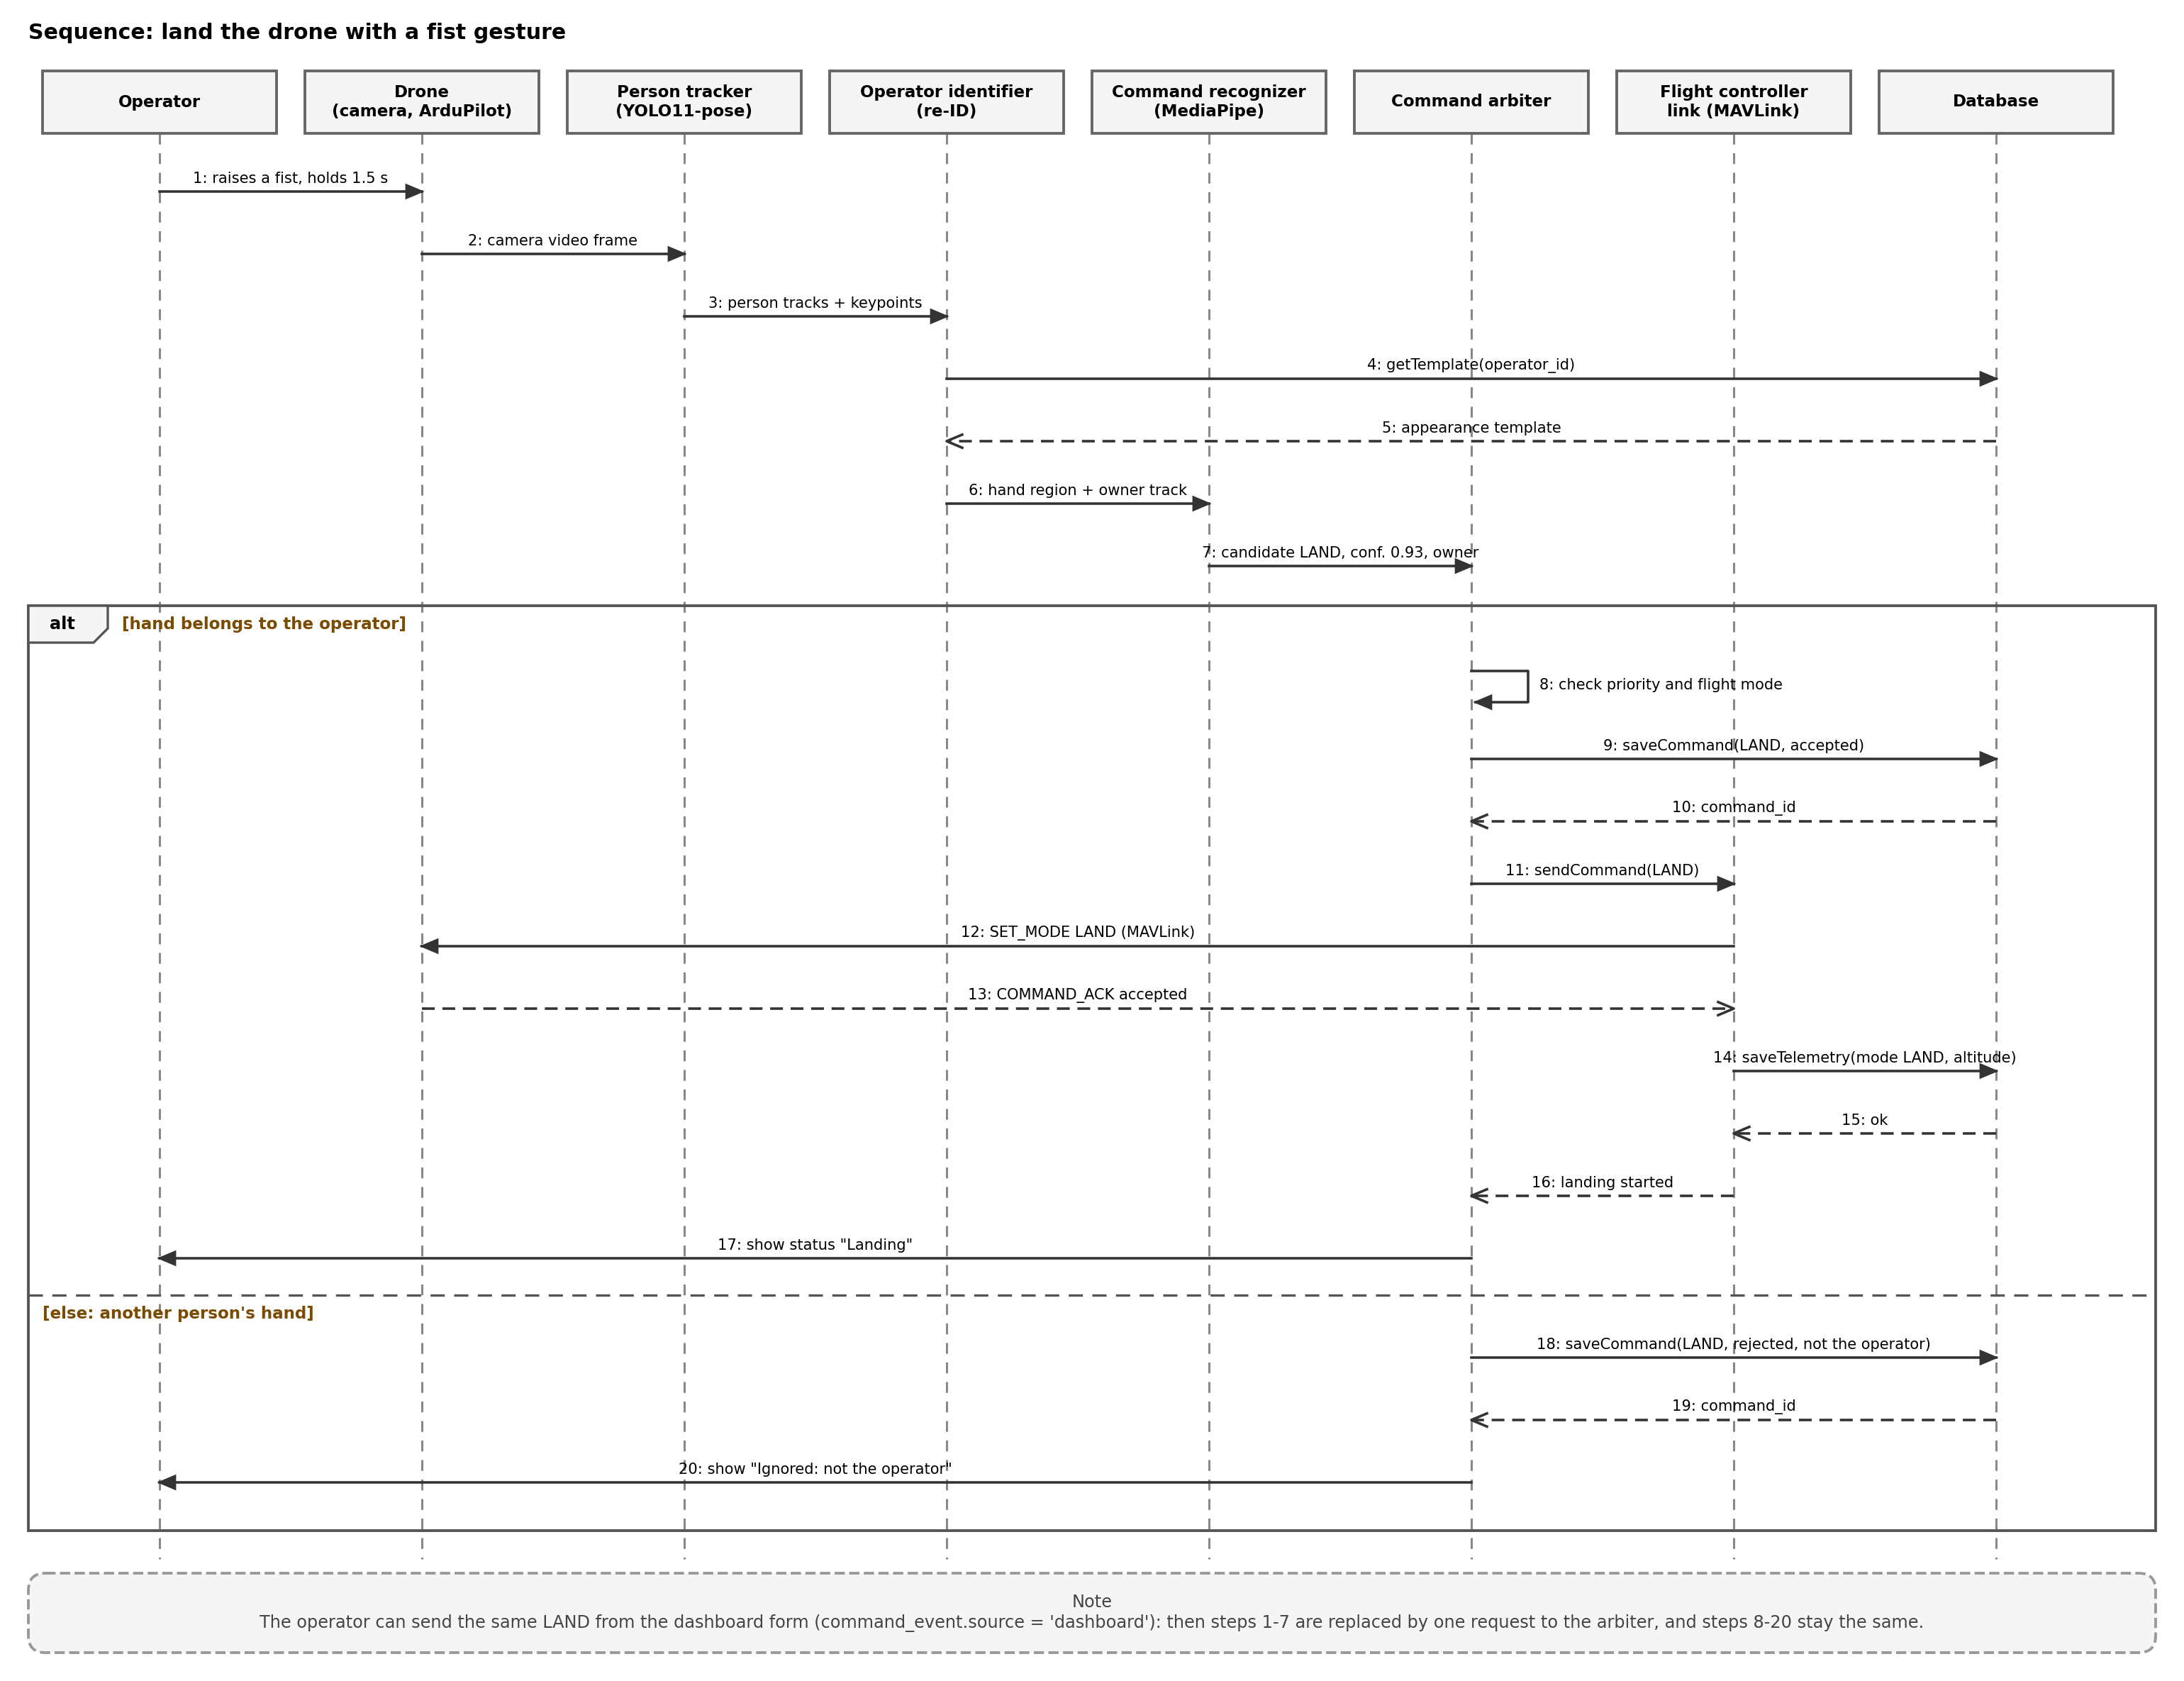 Sequence: land the drone with a fist gesture
Operator
Drone
(camera, ArduPilot)
Person tracker
(YOLO11-pose)
Operator identifier
(re-ID)
Command recognizer
(MediaPipe)
Command arbiter
Flight controller
link (MAVLink)
Database
1: raises a fist, holds 1.5 s
2: camera video frame
3: person tracks + keypoints
4: getTemplate(operator_id)
5: appearance template
6: hand region + owner track
7: candidate LAND, conf. 0.93, owner
alt
[hand belongs to the operator]
8: check priority and flight mode
9: saveCommand(LAND, accepted)
10: command_id
11: sendCommand(LAND)
12: SET_MODE LAND (MAVLink)
13: COMMAND_ACK accepted
14: saveTelemetry(mode LAND, altitude)
15: ok
16: landing started
17: show status "Landing"
[else: another person's hand]
18: saveCommand(LAND, rejected, not the operator)
19: command_id
20: show "Ignored: not the operator"
Note
The operator can send the same LAND from the dashboard form (command_event.source = 'dashboard'): then steps 1-7 are replaced by one request to the arbiter, and steps 8-20 stay the same.